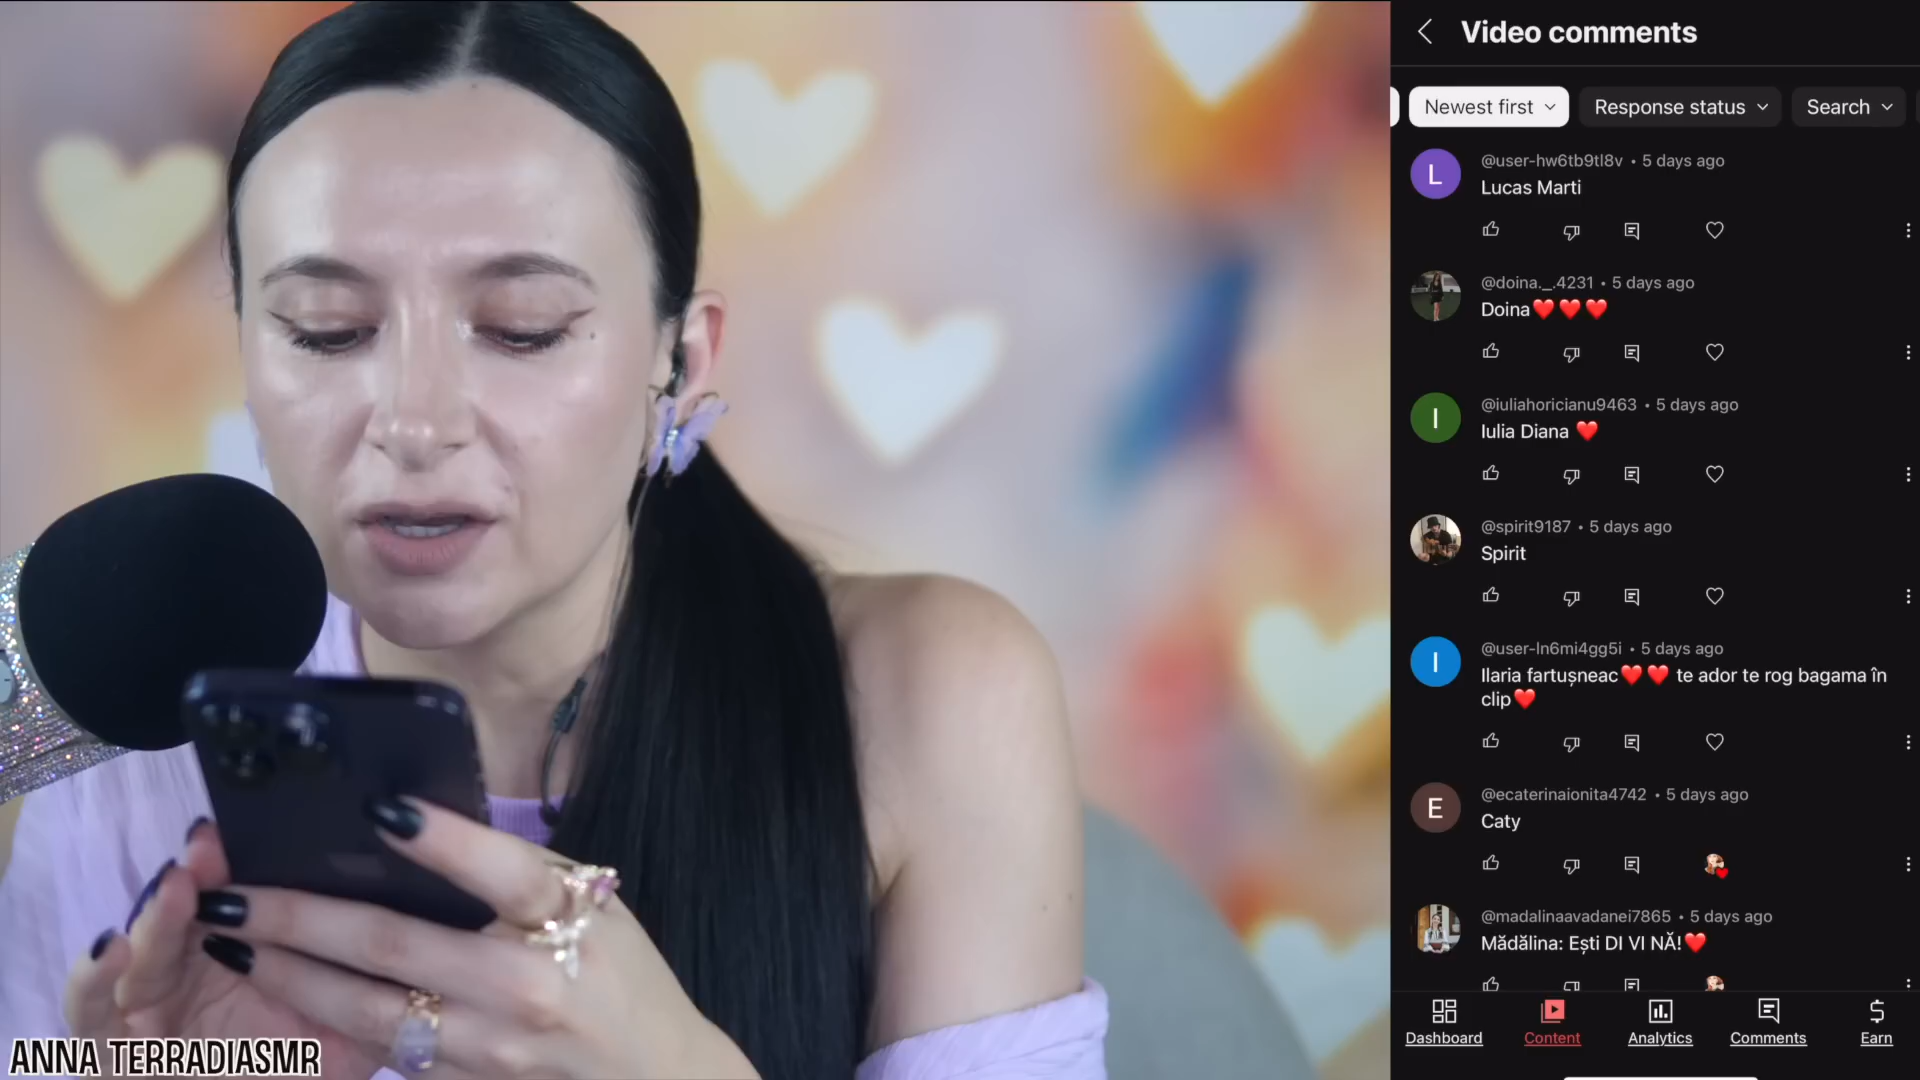 Video comments
Newest first
Response status
Search
@user-hw6tb9tl8v • 5 days ago
Lucas Marti
@doina._.4231 • 5 days ago
Doina❤️❤️❤️
@iuliahoricianu9463 • 5 days ago
Iulia Diana ❤️
@spirit9187 • 5 days ago
Spirit
@user-ln6mi4gg5i • 5 days ago
Ilaria fartușneac❤️❤️ te ador te rog bagama în
clip❤️
@ecaterinaionita4742 • 5 days ago
Caty
@madalinaavadanei7865 • 5 days ago
Mădălina: Ești DI VI NĂ!❤️
L
I
I
E
Dashboard
Content
Analytics
Comments
Earn
ANNA TERRADIASMR